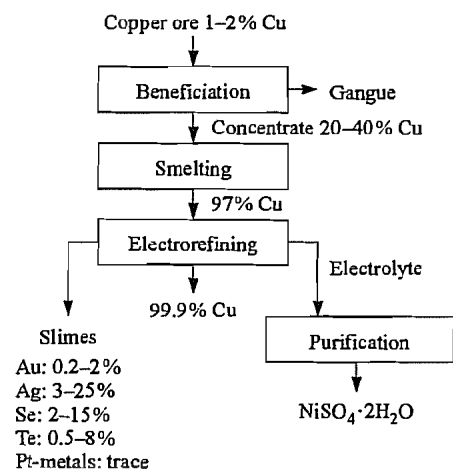 Copper ore 1–2% Cu
Beneficiation
Gangue
Concentrate 20–40% Cu
Smelting
97% Cu
Electrorefining
Electrolyte
99.9% Cu
Slimes
Au: 0.2–2%
Ag: 3–25%
Se: 2–15%
Te: 0.5–8%
Pt-metals: trace
Purification
NiSO₄·2H₂O